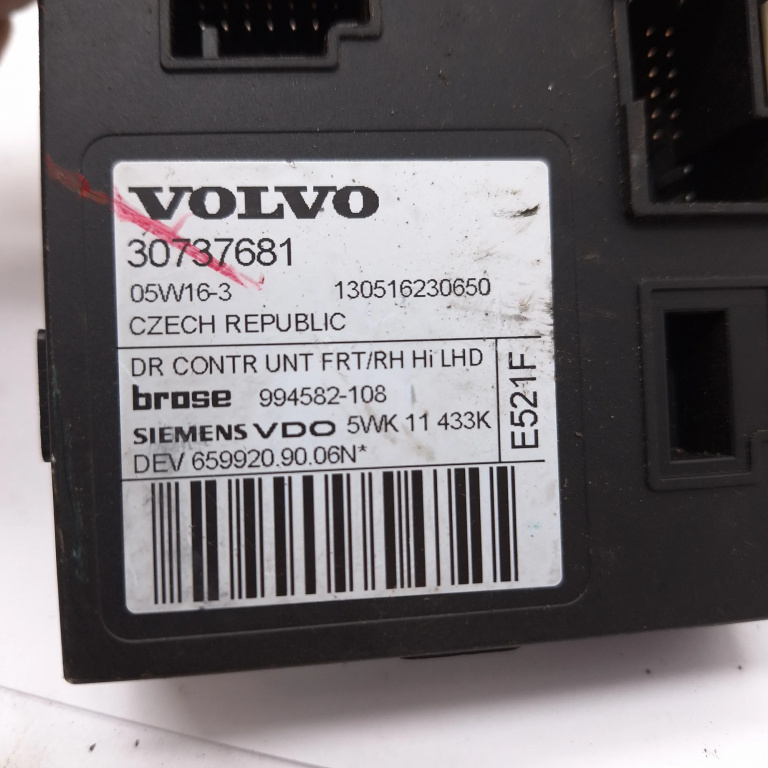 VOLVO
30737681
05W16-3 130516230650
CZECH REPUBLIC
DR CONTR UNT FRT/RH Hi LHD
brose 994582-108
SIEMENS VDO 5WK 11 433K
DEV 659920.90.06N*
E521F